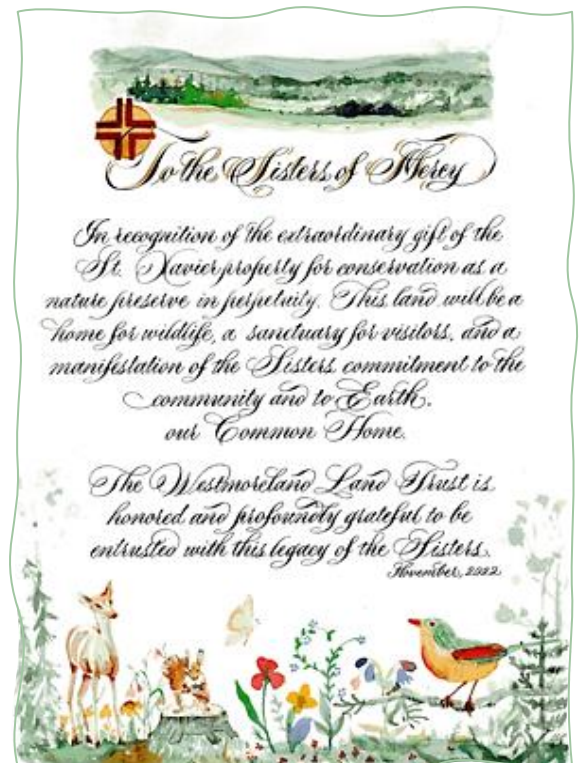 To the Sisters of Mercy
In recognition of the extraordinary gift of the
St. Xavier property for conservation as a
nature preserve in perpetuity. This land will be a
home for wildlife, a sanctuary for visitors, and a
manifestation of the Sisters commitment to the
community and to Earth,
our Common Home.
The Westmoreland Land Trust is
honored and profoundly grateful to be
entrusted with this legacy of the Sisters.
November, 2022